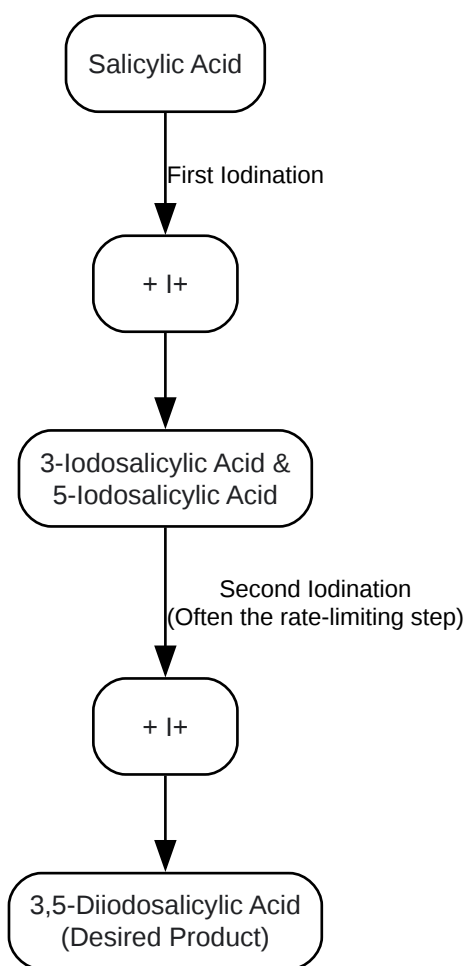 Salicylic Acid
First Iodination
+ I+
3-Iodosalicylic Acid &
5-Iodosalicylic Acid
Second Iodination
(Often the rate-limiting step)
+ I+
3,5-Diiodosalicylic Acid
(Desired Product)